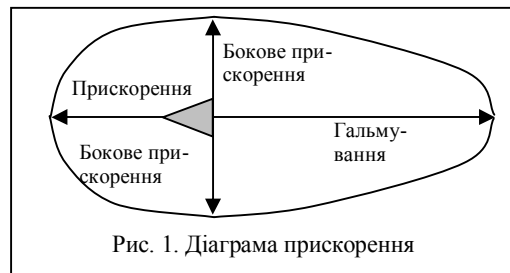 Бокове при-
скорення
Прискорення
Гальму-
вання
Бокове при-
скорення
Рис. 1. Діаграма прискорення